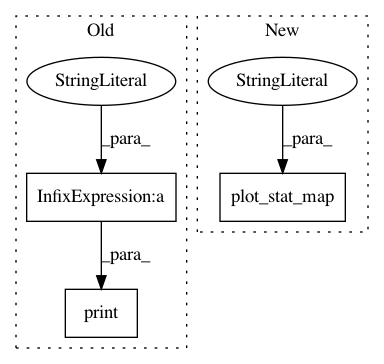 Old
New
StringLiteral
StringLiteral
_para_
_para_
InfixExpression:a
plot_stat_map
_para_
print